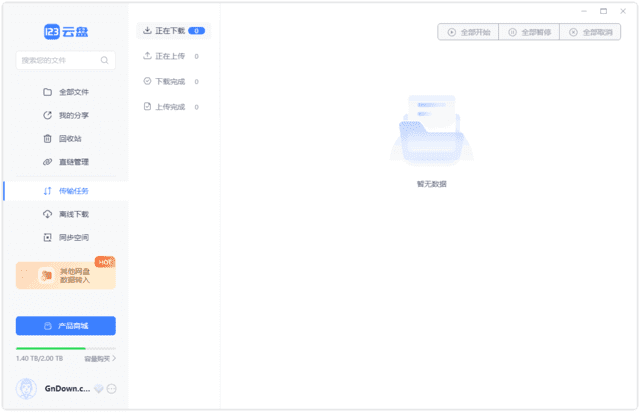 123云盘
搜索您的文件
全部文件
我的分享
回收站
直链管理
传输任务
离线下载
同步空间
HOT
其他网盘
数据转入
产品商城
1.40 TB/2.00 TB 容量购买
GnDown.c...
正在下载 0
正在上传 0
下载完成 0
上传完成 0
全部开始 全部暂停 全部取消
暂无数据